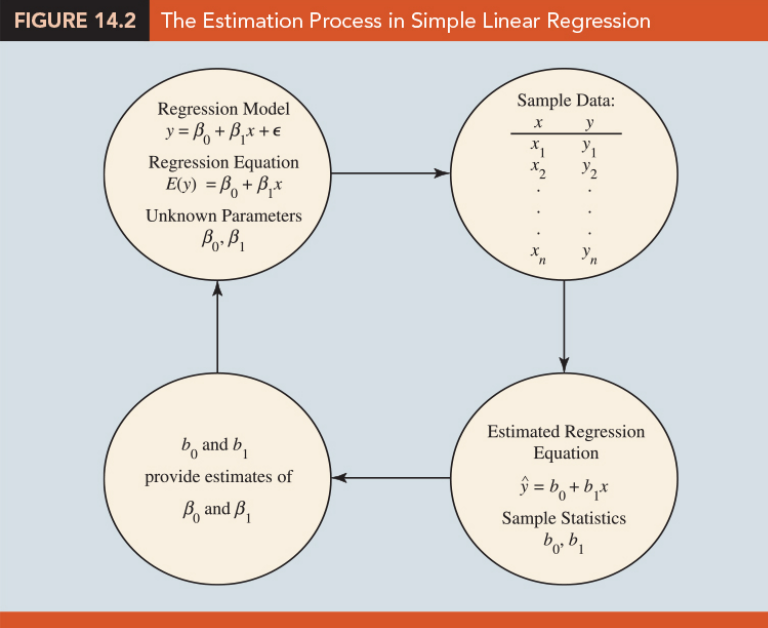 FIGURE 14.2 The Estimation Process in Simple Linear Regression
Regression Model
y = β₀ + β₁x + ϵ
Regression Equation
E(y) = β₀ + β₁x
Unknown Parameters
β₀, β₁
Sample Data:
x y
x₁ y₁
x₂ y₂
. .
. .
. .
xₙ yₙ
b₀ and b₁
provide estimates of
β₀ and β₁
Estimated Regression
Equation
ŷ = b₀ + b₁x
Sample Statistics
b₀, b₁